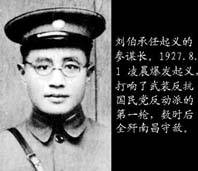 刘伯承任起义的
参谋长。1927.8.
1 凌晨爆发起义，
打响了武装反抗
国民党反动派的
第一枪，数时后
全歼南昌守敌。